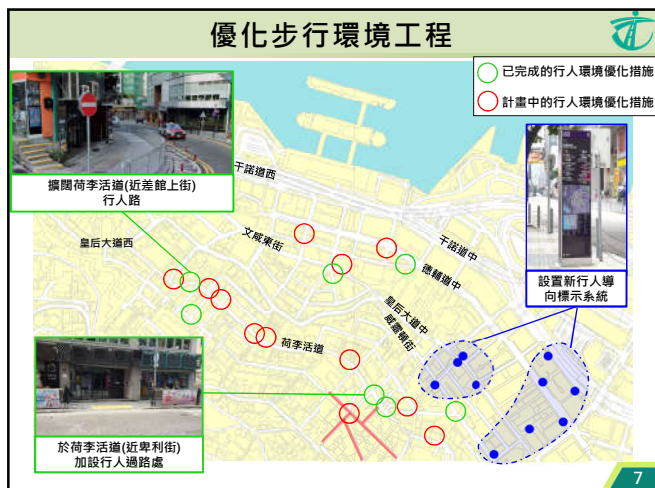 優化步行環境工程
已完成的行人環境優化措施
計畫中的行人環境優化措施
擴闊荷李活道(近差館上街)
行人路
干諾道西
文咸東街
皇后大道西
干諾道中
德輔道中
設置新行人導
向標示系統
皇后大道中
威靈頓街
荷李活道
於荷李活道(近卑利街)
加設行人過路處
7